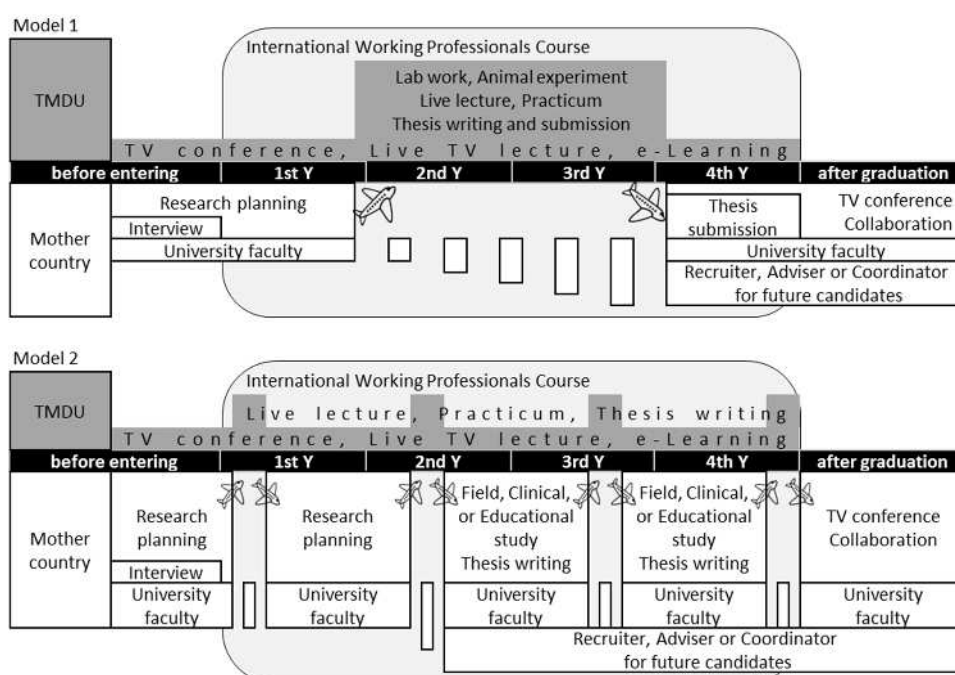 Model 1
International Working Professionals Course
Lab work, Animal experiment
TMDU
Live lecture, Practicum
Thesis writing and submission
TV conference, Live TV lecture, e-Learning
before entering 1st Y 2nd Y 3rd Y 4th Y after graduation
Mother
country
Research planning
Interview
University faculty
Thesis
submission
TV conference
Collaboration
University faculty
Recruiter, Adviser or Coordinator
for future candidates
Model 2
International Working Professionals Course
TMDU
Live lecture, Practicum, Thesis writing
TV conference, Live TV lecture, e-Learning
before entering 1st Y 2nd Y 3rd Y 4th Y after graduation
Mother
country
Research
planning
Interview
University
faculty
Research
planning
University
faculty
Field, Clinical,
or Educational
study
Thesis writing
University
faculty
Field, Clinical,
or Educational
study
Thesis writing
University
faculty
TV conference
Collaboration
University
faculty
Recruiter, Adviser or Coordinator
for future candidates